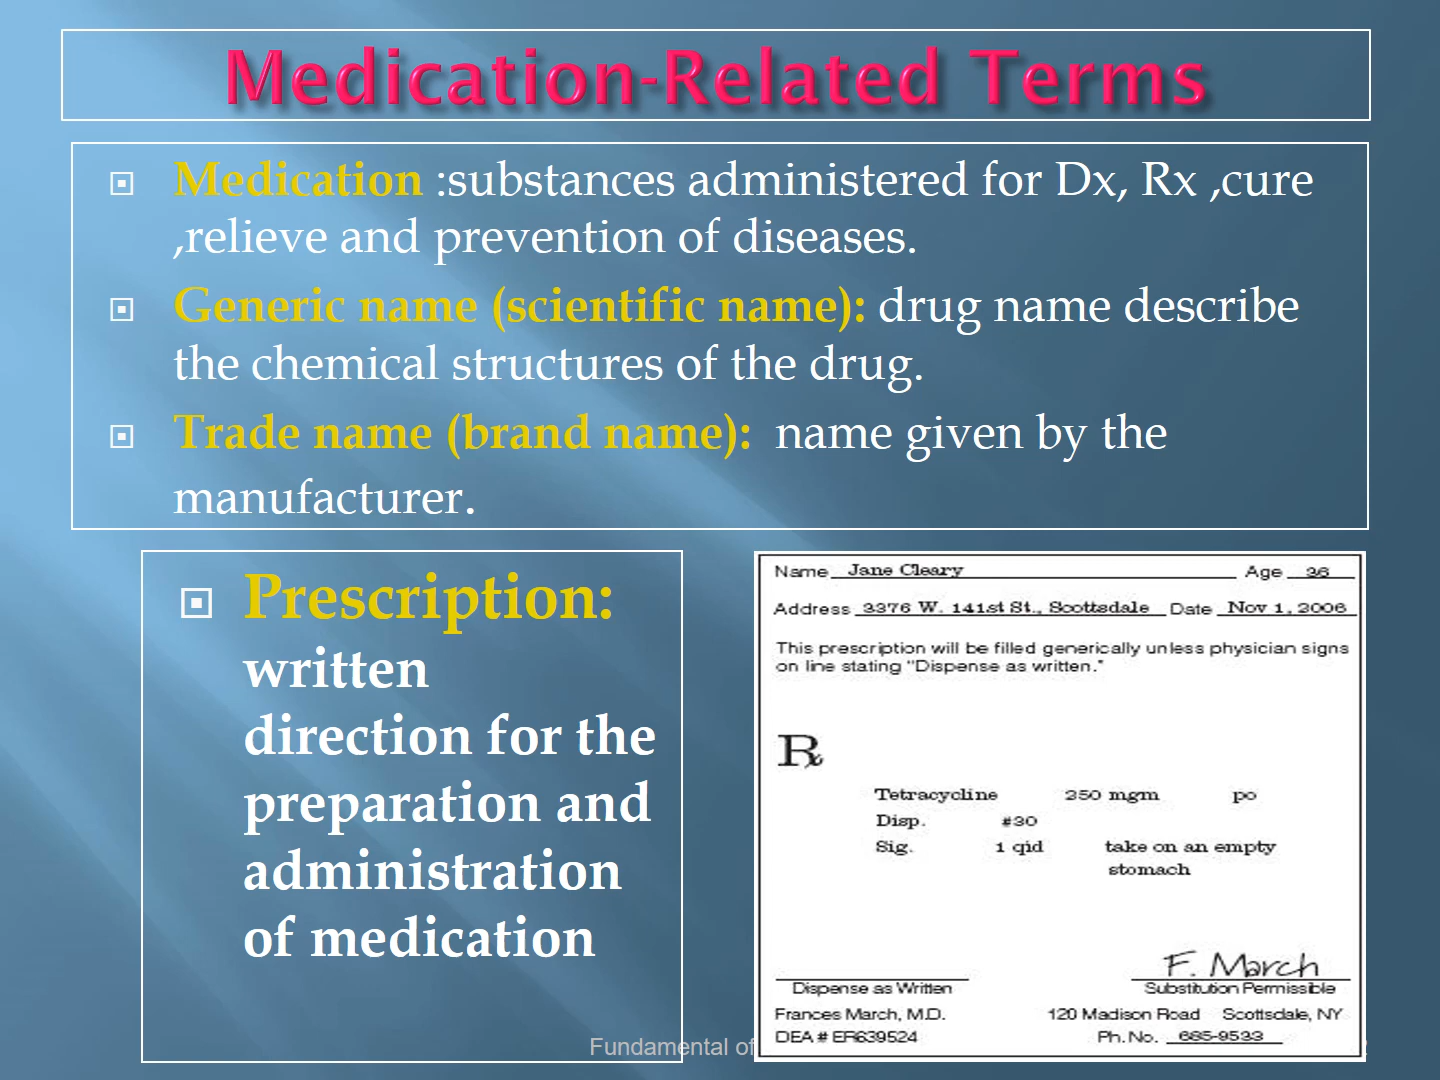 Medication-Related Terms
Medication :substances administered for Dx, Rx ,cure
,relieve and prevention of diseases.
Generic name (scientific name): drug name describe
the chemical structures of the drug.
Trade name (brand name): name given by the
manufacturer.
Prescription:
written
direction for the
preparation and
administration
of medication
Name Jane Cleary Age 36
Address 3376 W. 141st St., Scottsdale Date Nov 1, 2006
This prescription will be filled generically unless physician signs
on line stating "Dispense as written."
℞
Tetracycline 250 mgm po
Disp. #30
Sig. 1 qid take on an empty
stomach
F. March
Dispense as Written Substitution Permissible
Frances March, M.D. 120 Madison Road Scottsdale, NY
DEA # ER639524 Ph. No. 665-9533
Fundamental of